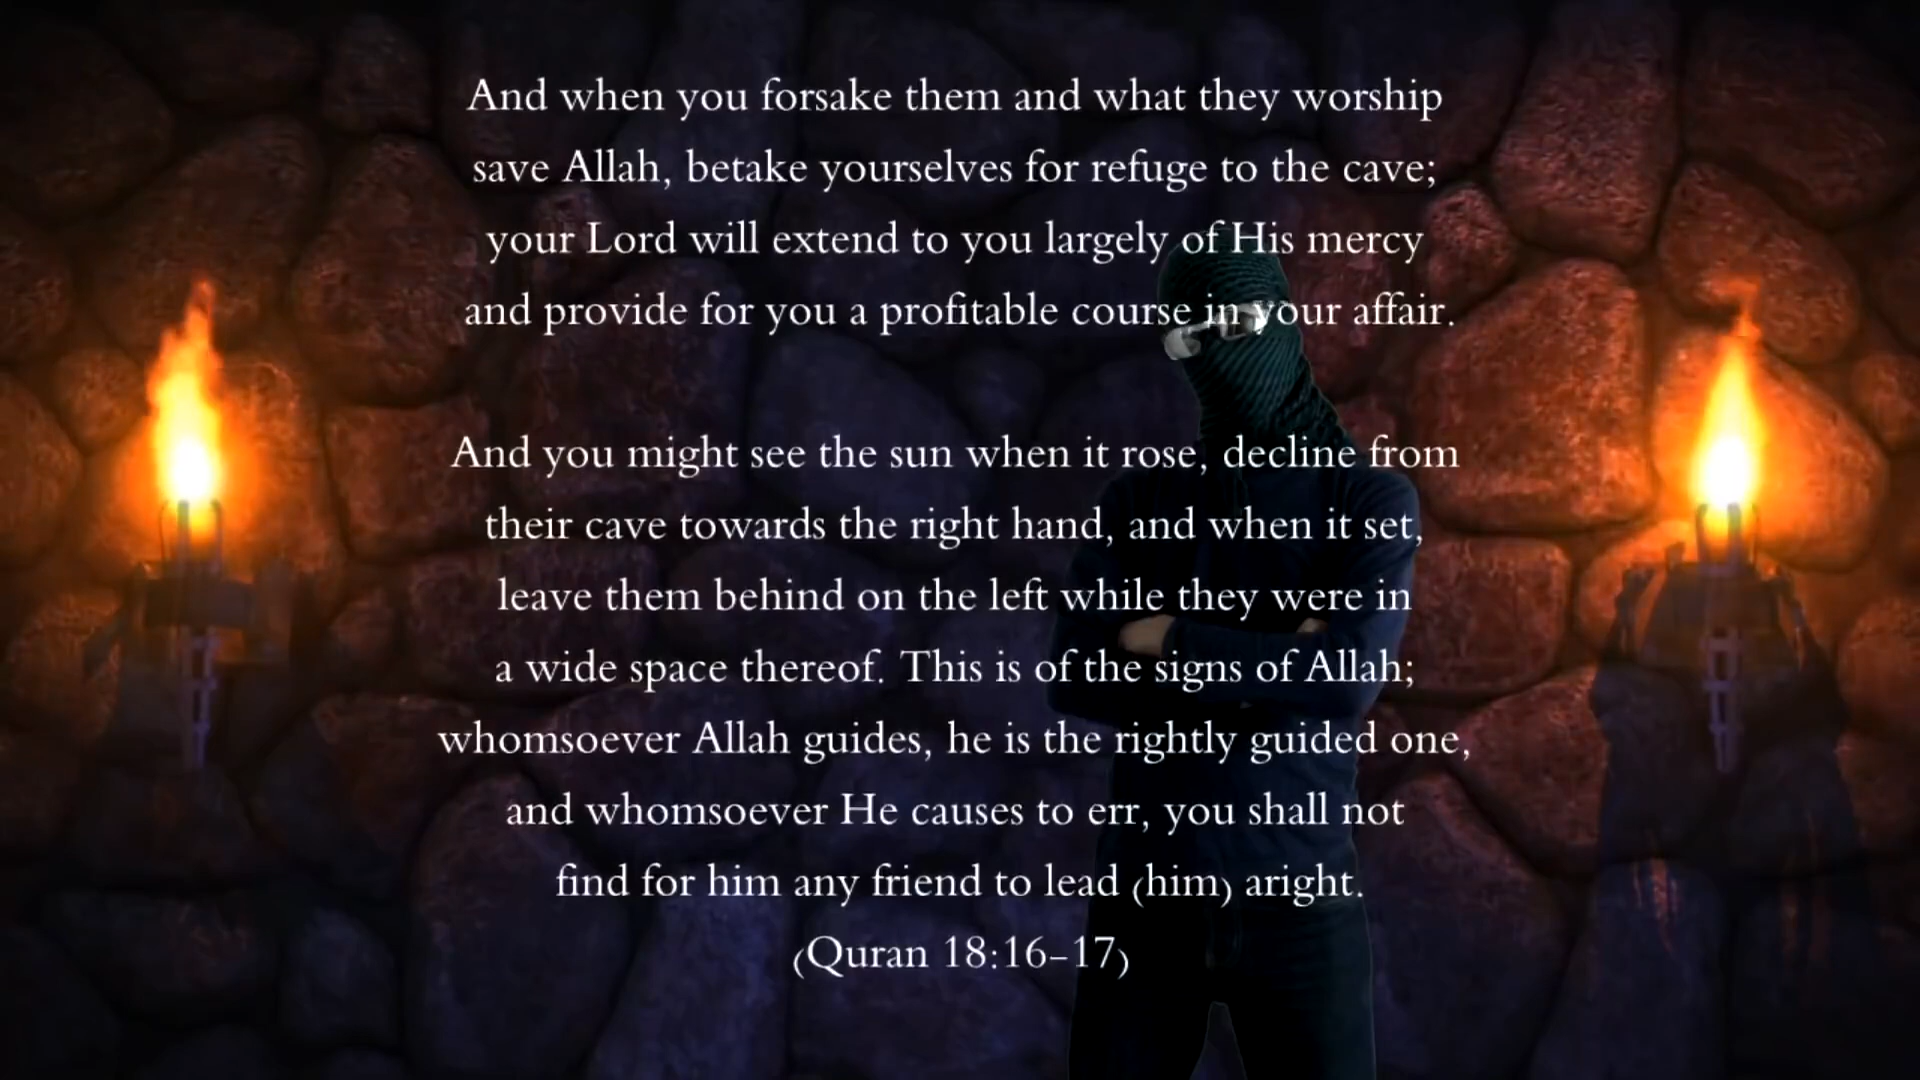 And when you forsake them and what they worship
save Allah, betake yourselves for refuge to the cave;
your Lord will extend to you largely of His mercy
and provide for you a profitable course in your affair.
And you might see the sun when it rose, decline from
their cave towards the right hand, and when it set,
leave them behind on the left while they were in
a wide space thereof. This is of the signs of Allah;
whomsoever Allah guides, he is the rightly guided one,
and whomsoever He causes to err, you shall not
find for him any friend to lead (him) aright.
(Quran 18:16-17)